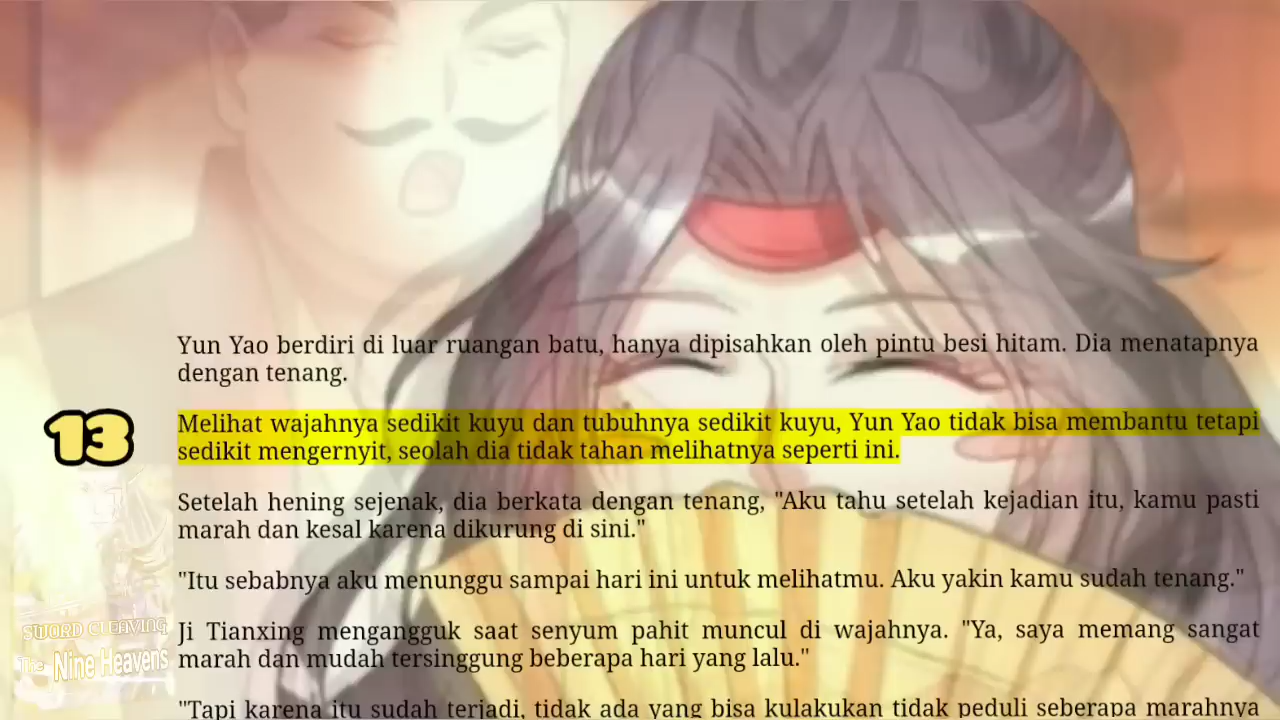 Yun Yao berdiri di luar ruangan batu, hanya dipisahkan oleh pintu besi hitam. Dia menatapnya
dengan tenang.
13
Melihat wajahnya sedikit kuyu dan tubuhnya sedikit kuyu, Yun Yao tidak bisa membantu tetapi
sedikit mengernyit, seolah dia tidak tahan melihatnya seperti ini.
Setelah hening sejenak, dia berkata dengan tenang, "Aku tahu setelah kejadian itu, kamu pasti
marah dan kesal karena dikurung di sini."
"Itu sebabnya aku menunggu sampai hari ini untuk melihatmu. Aku yakin kamu sudah tenang."
SWORD CLEAVING
The Nine Heavens
Ji Tianxing mengangguk saat senyum pahit muncul di wajahnya. "Ya, saya memang sangat
marah dan mudah tersinggung beberapa hari yang lalu."
"Tapi karena itu sudah terjadi, tidak ada yang bisa kulakukan tidak peduli seberapa marahnya